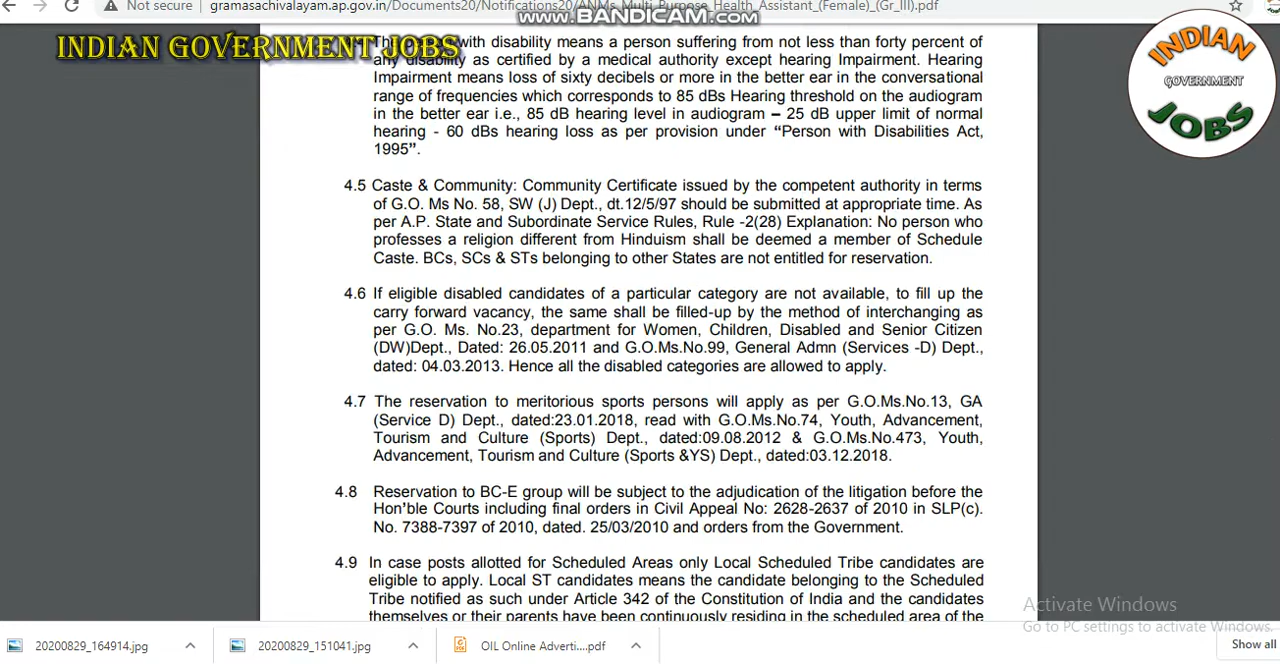 Not secure
gramasachivalayam.ap.gov.in/Documents20/Notifications20/ANMs_Multi_Purpose_Health_Assistant_(Female)_(Gr_III).pdf
www.BANDICAM.com
INDIAN GOVERNMENT JOBS
with disability means a person suffering from not less than forty percent of
any disability as certified by a medical authority except hearing Impairment. Hearing
Impairment means loss of sixty decibels or more in the better ear in the conversational
range of frequencies which corresponds to 85 dBs Hearing threshold on the audiogram
in the better ear i.e., 85 dB hearing level in audiogram – 25 dB upper limit of normal
hearing - 60 dBs hearing loss as per provision under “Person with Disabilities Act,
1995”.
INDIAN
GOVERNMENT
JOBS
4.5 Caste & Community: Community Certificate issued by the competent authority in terms
of G.O. Ms No. 58, SW (J) Dept., dt.12/5/97 should be submitted at appropriate time. As
per A.P. State and Subordinate Service Rules, Rule -2(28) Explanation: No person who
professes a religion different from Hinduism shall be deemed a member of Schedule
Caste. BCs, SCs & STs belonging to other States are not entitled for reservation.
4.6 If eligible disabled candidates of a particular category are not available, to fill up the
carry forward vacancy, the same shall be filled-up by the method of interchanging as
per G.O. Ms. No.23, department for Women, Children, Disabled and Senior Citizen
(DW)Dept., Dated: 26.05.2011 and G.O.Ms.No.99, General Admn (Services -D) Dept.,
dated: 04.03.2013. Hence all the disabled categories are allowed to apply.
4.7 The reservation to meritorious sports persons will apply as per G.O.Ms.No.13, GA
(Service D) Dept., dated:23.01.2018, read with G.O.Ms.No.74, Youth, Advancement,
Tourism and Culture (Sports) Dept., dated:09.08.2012 & G.O.Ms.No.473, Youth,
Advancement, Tourism and Culture (Sports &YS) Dept., dated:03.12.2018.
4.8 Reservation to BC-E group will be subject to the adjudication of the litigation before the
Hon’ble Courts including final orders in Civil Appeal No: 2628-2637 of 2010 in SLP(c).
No. 7388-7397 of 2010, dated. 25/03/2010 and orders from the Government.
4.9 In case posts allotted for Scheduled Areas only Local Scheduled Tribe candidates are
eligible to apply. Local ST candidates means the candidate belonging to the Scheduled
Tribe notified as such under Article 342 of the Constitution of India and the candidates
themselves or their parents have been continuously residing in the scheduled area of the
Activate Windows
Go to PC settings to activate Windows.
20200829_164914.jpg
20200829_151041.jpg
OIL Online Adverti....pdf
Show all